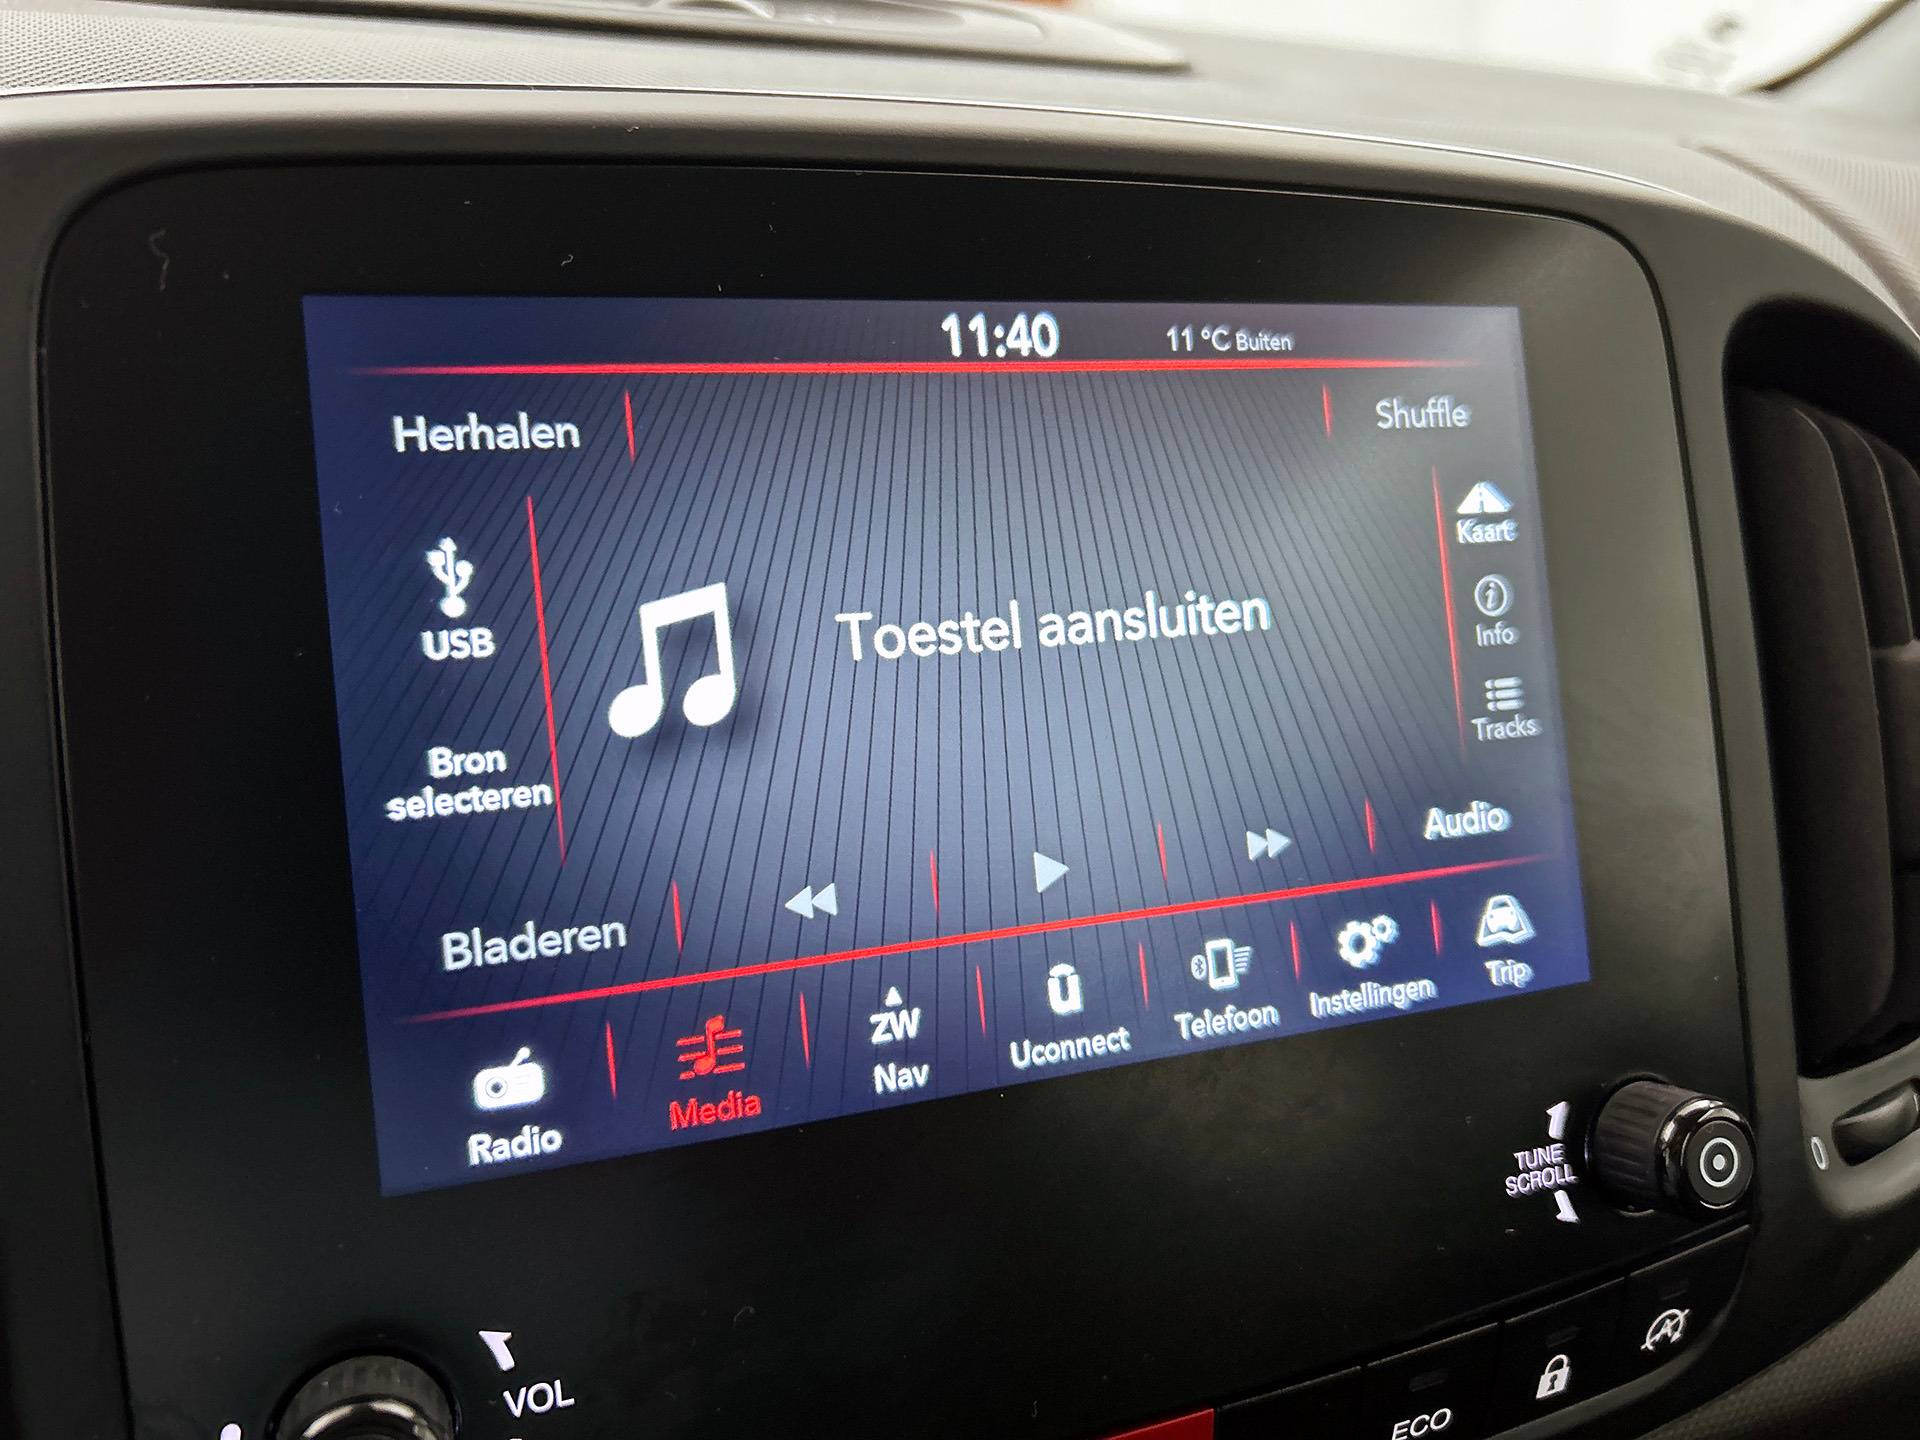 11:40
11 °C Buiten
Herhalen
Shuffle
Kaart
USB
Toestel aansluiten
Info
Tracks
Bron
selecteren
Audio
Bladeren
Radio
Media
ZW
Nav
Uconnect
Telefoon
Instellingen
Trip
TUNE
SCROLL
0
VOL
ECO
A